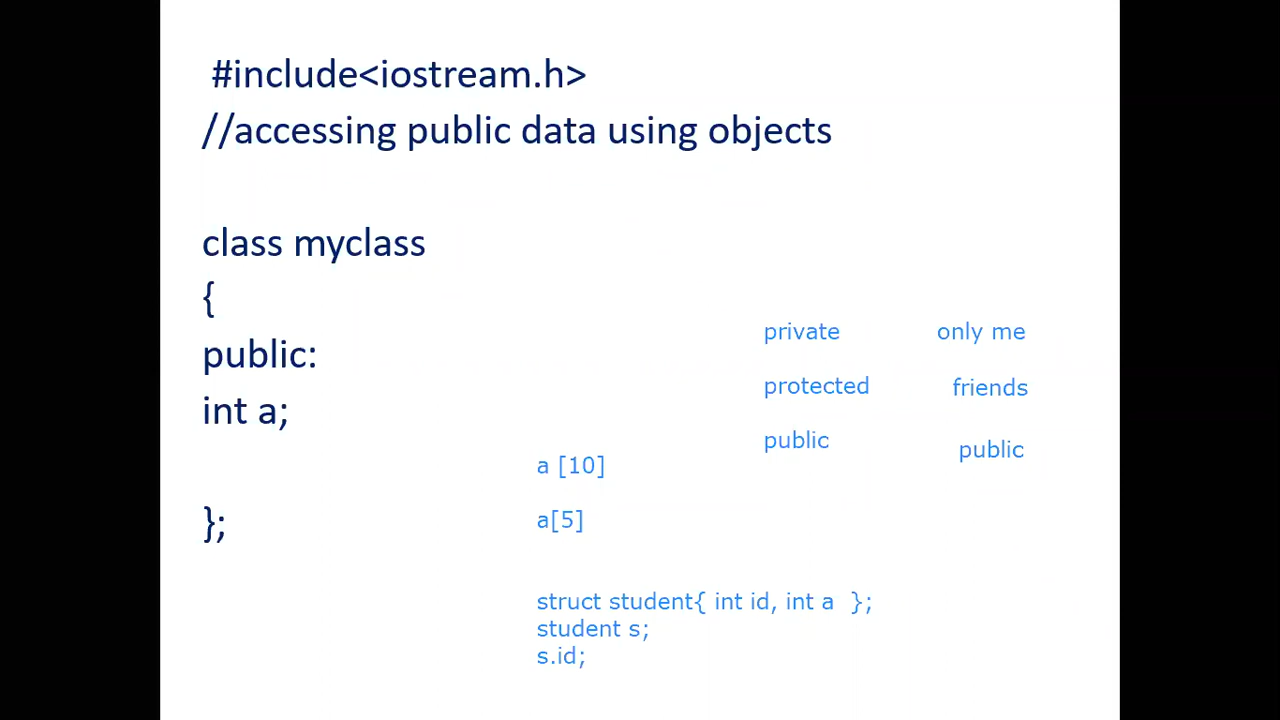 #include<iostream.h>
//accessing public data using objects
class myclass
{
public:
int a;
};
private only me
protected friends
public public
a [10]
a[5]
struct student{ int id, int a };
student s;
s.id;